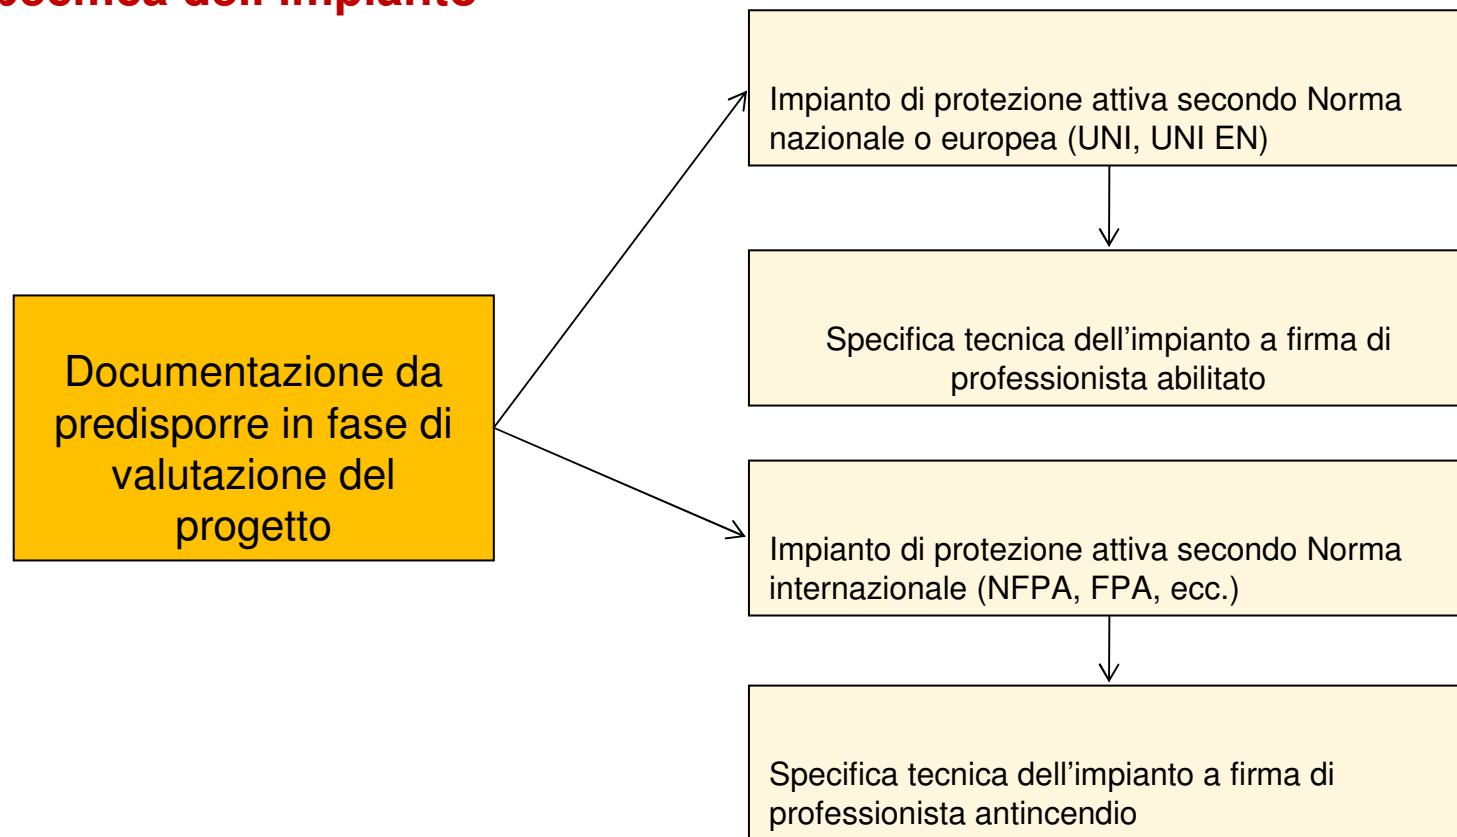 dell'impianto
Impianto di protezione attiva secondo Norma
nazionale o europea (UNI, UNI EN)
Specifica tecnica dell'impianto a firma di
professionista abilitato
Documentazione da
predisporre in fase di
valutazione del
progetto
Impianto di protezione attiva secondo Norma
internazionale (NFPA, FPA, ecc.)
Specifica tecnica dell'impianto a firma di
professionista antincendio